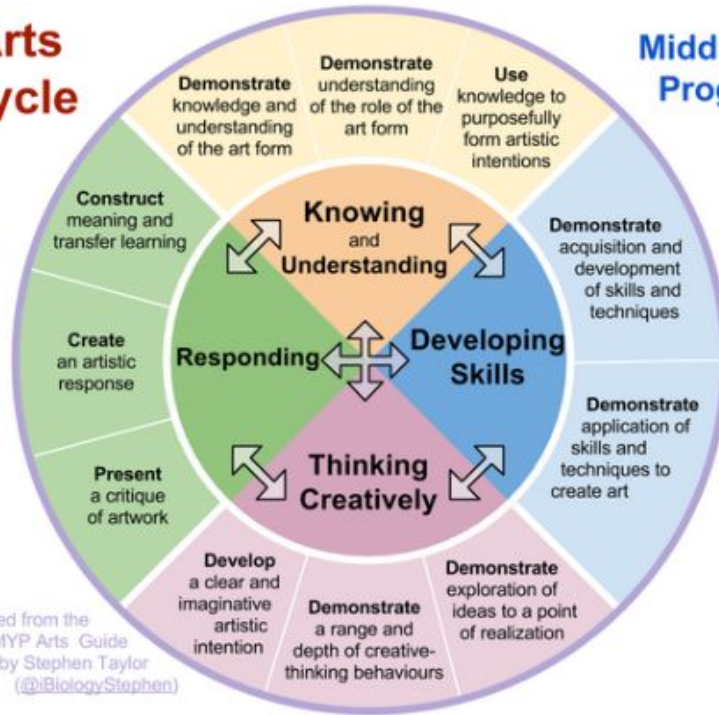 Arts
ycle
Midd
Prog
Demonstrate
knowledge and
understanding
of the art form
Demonstrate
understanding
of the role of the
art form
Use
knowledge to
purposefully
form artistic
intentions
Construct
meaning and
transfer learning
Create
an artistic
response
Present
a critique
of artwork
Knowing
and
Understanding
Responding
Developing
Skills
Thinking
Creatively
Demonstrate
acquisition and
development
of skills and
techniques
Demonstrate
application of
skills and
techniques to
create art
Develop
a clear and
imaginative
artistic
intention
Demonstrate
a range and
depth of creative-
thinking behaviours
Demonstrate
exploration of
ideas to a point
of realization
ed from the
MYP Arts Guide
by Stephen Taylor
(@iBiologyStephen)